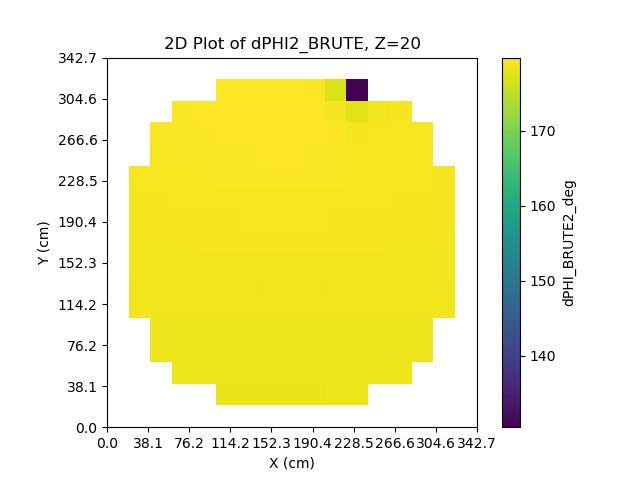 2D Plot of dPHI2_BRUTE, Z=20
342.7
304.6
266.6
228.5
190.4
152.3
114.2
76.2
38.1
0.0
Y (cm)
0.0 38.1 76.2 114.2 152.3 190.4 228.5 266.6 304.6 342.7
X (cm)
170
160
150
140
dPHI_BRUTE2_deg